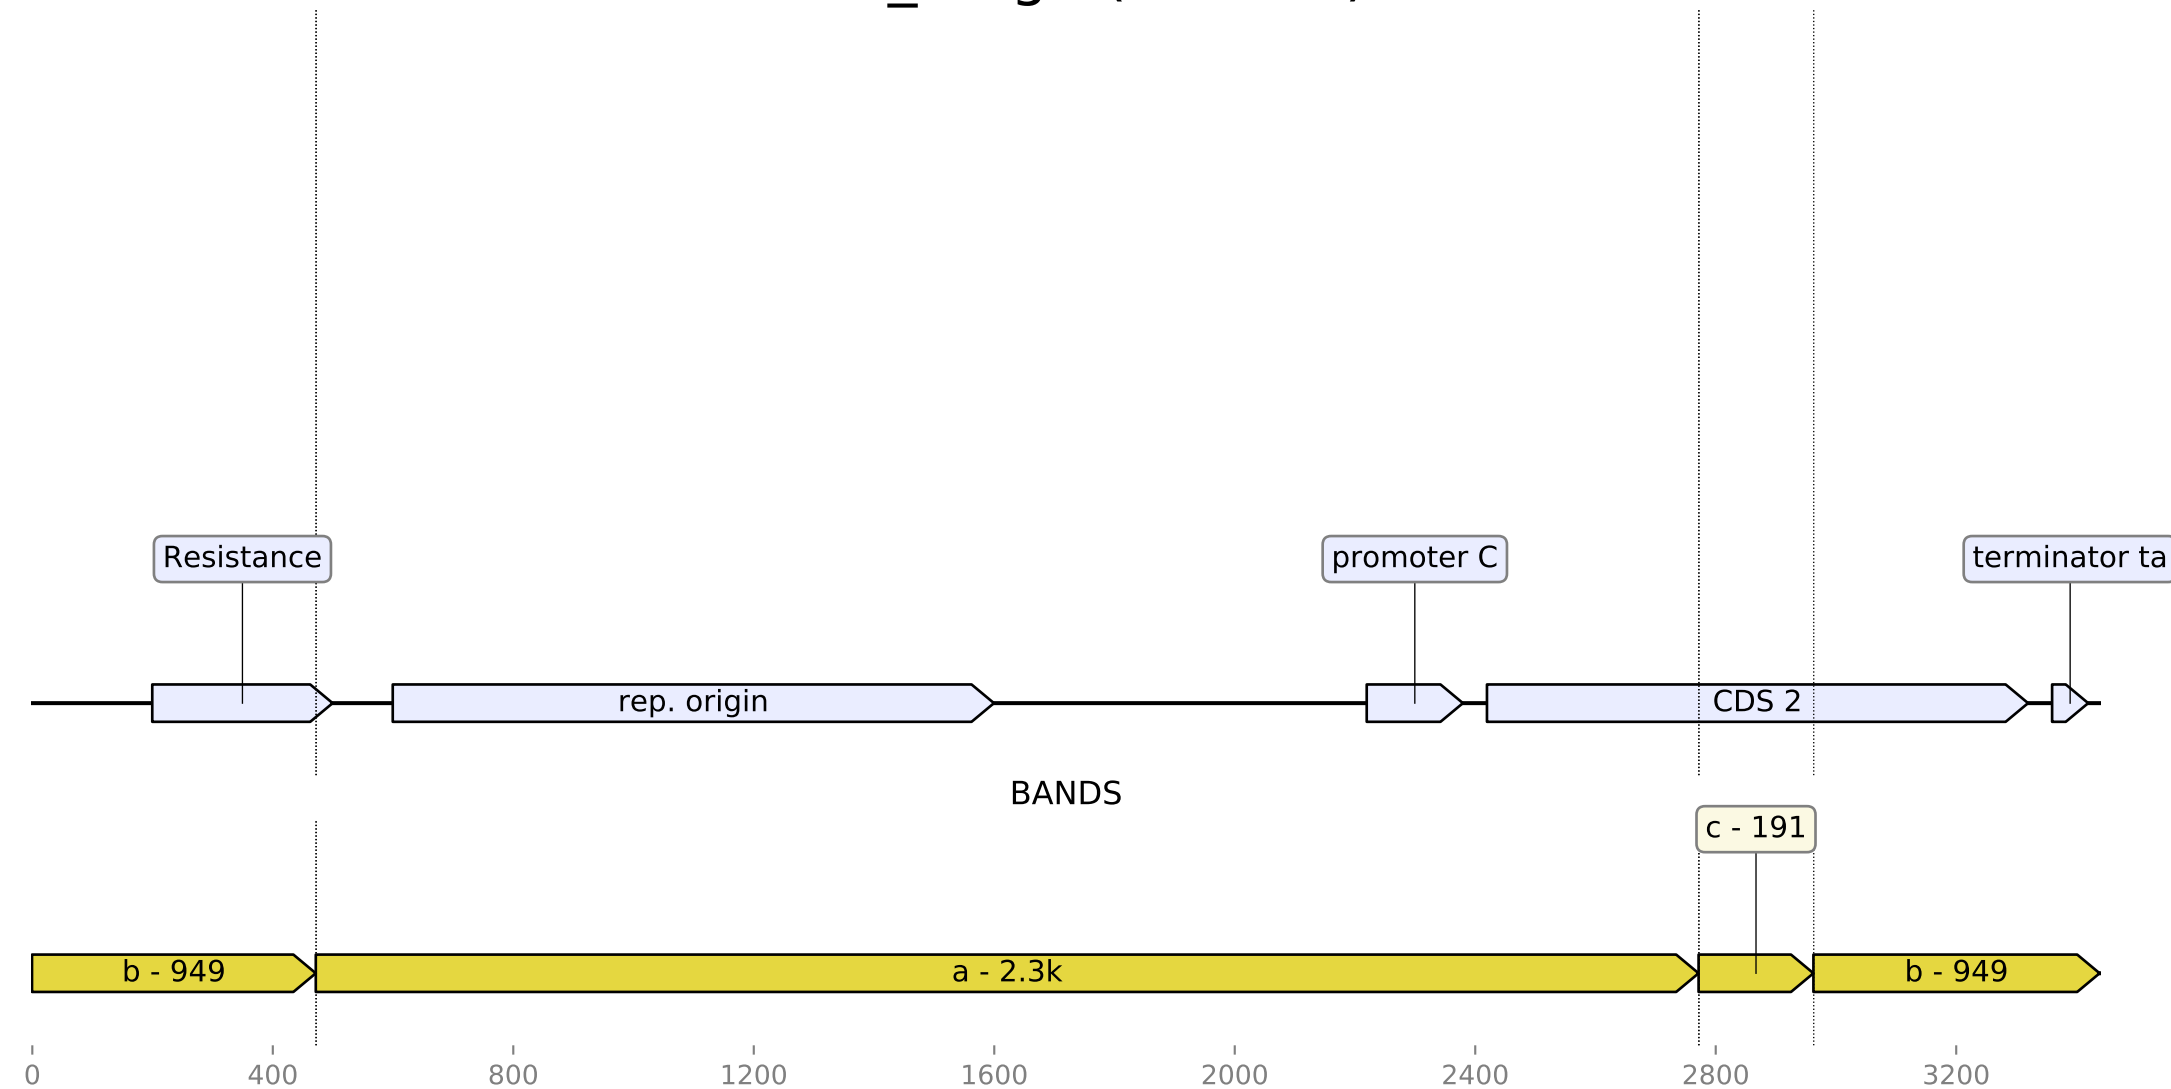 Resistance
promoter C
terminator ta
rep. origin
CDS 2
BANDS
c - 191
b - 949
a - 2.3k
b - 949
0
400
800
1200
1600
2000
2400
2800
3200